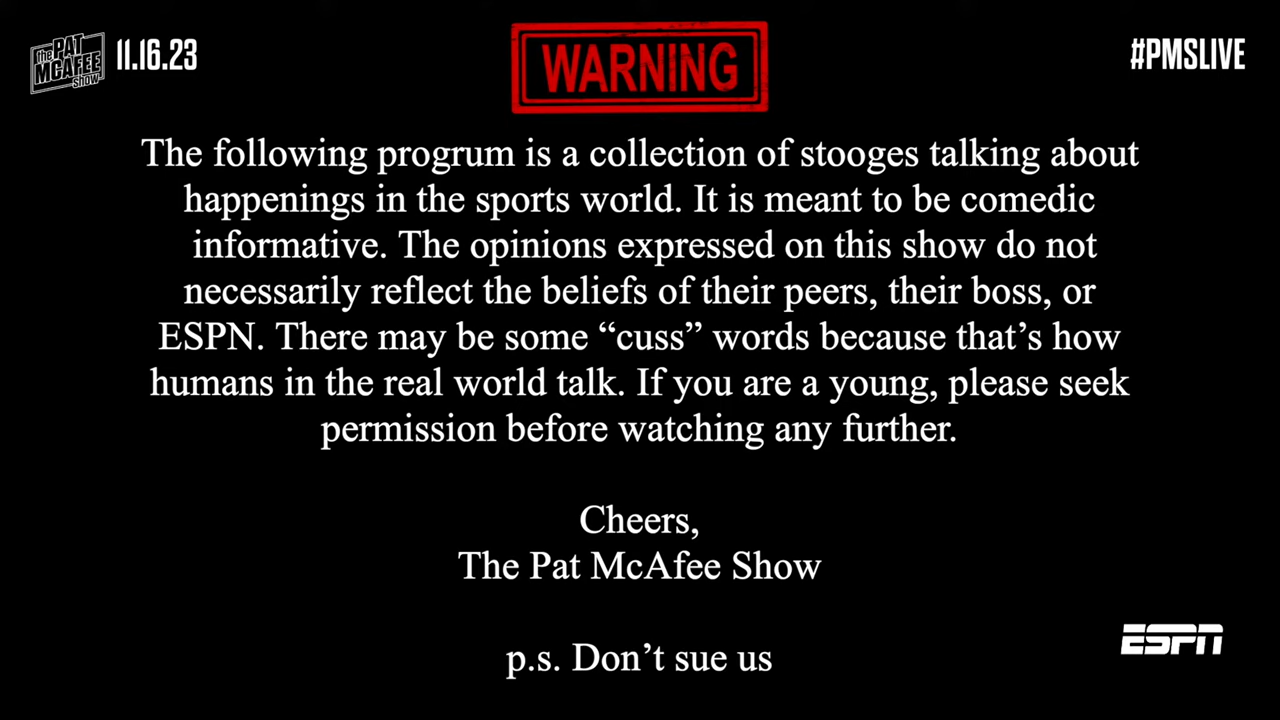 The PAT MCAFEE Show
11.16.23
WARNING
#PMSLIVE
The following progrum is a collection of stooges talking about
happenings in the sports world. It is meant to be comedic
informative. The opinions expressed on this show do not
necessarily reflect the beliefs of their peers, their boss, or
ESPN. There may be some “cuss” words because that’s how
humans in the real world talk. If you are a young, please seek
permission before watching any further.
Cheers,
The Pat McAfee Show
ESPN
p.s. Don’t sue us